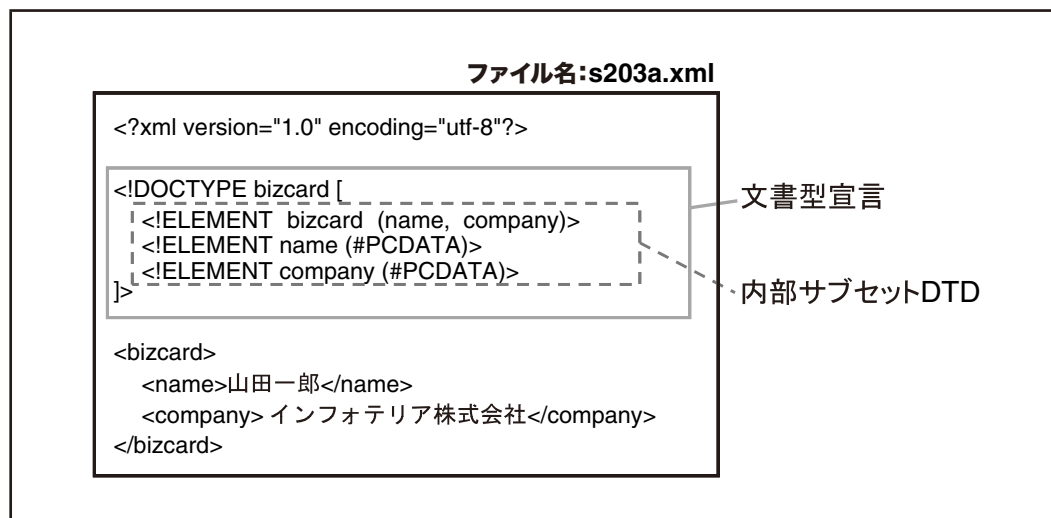 ファイル名:s203a.xml
<?xml version="1.0" encoding="utf-8"?>
<!DOCTYPE bizcard [
<!ELEMENT bizcard (name, company)>
<!ELEMENT name (#PCDATA)>
<!ELEMENT company (#PCDATA)>
]>
文書型宣言
内部サブセットDTD
<bizcard>
<name>山田一郎</name>
<company> インフォテリア株式会社</company>
</bizcard>